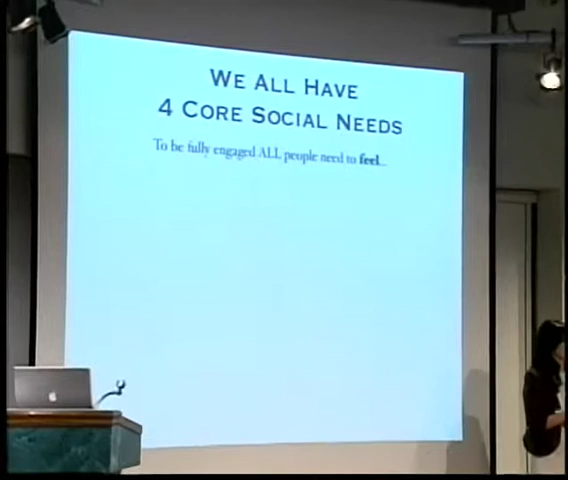 WE ALL HAVE
4 CORE SOCIAL NEEDS
To be fully engaged ALL people need to feel...